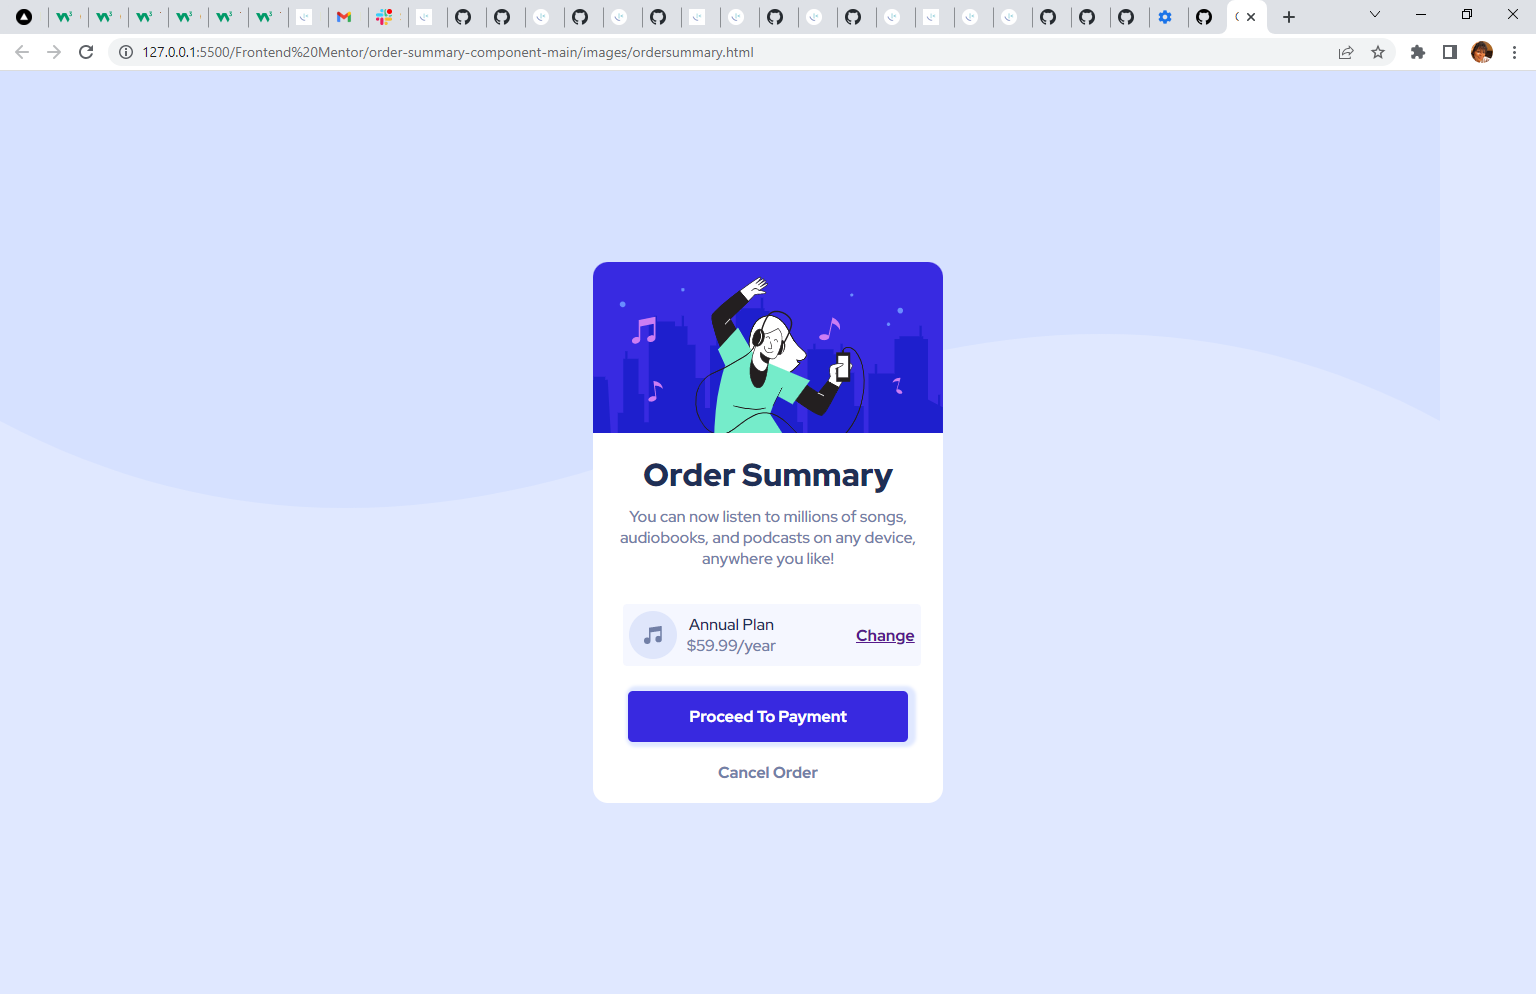 127.0.0.1:5500/Frontend%20Mentor/order-summary-component-main/images/ordersummary.html
Order Summary
You can now listen to millions of songs,
audiobooks, and podcasts on any device,
anywhere you like!
Annual Plan
$59.99/year
Change
Proceed To Payment
Cancel Order